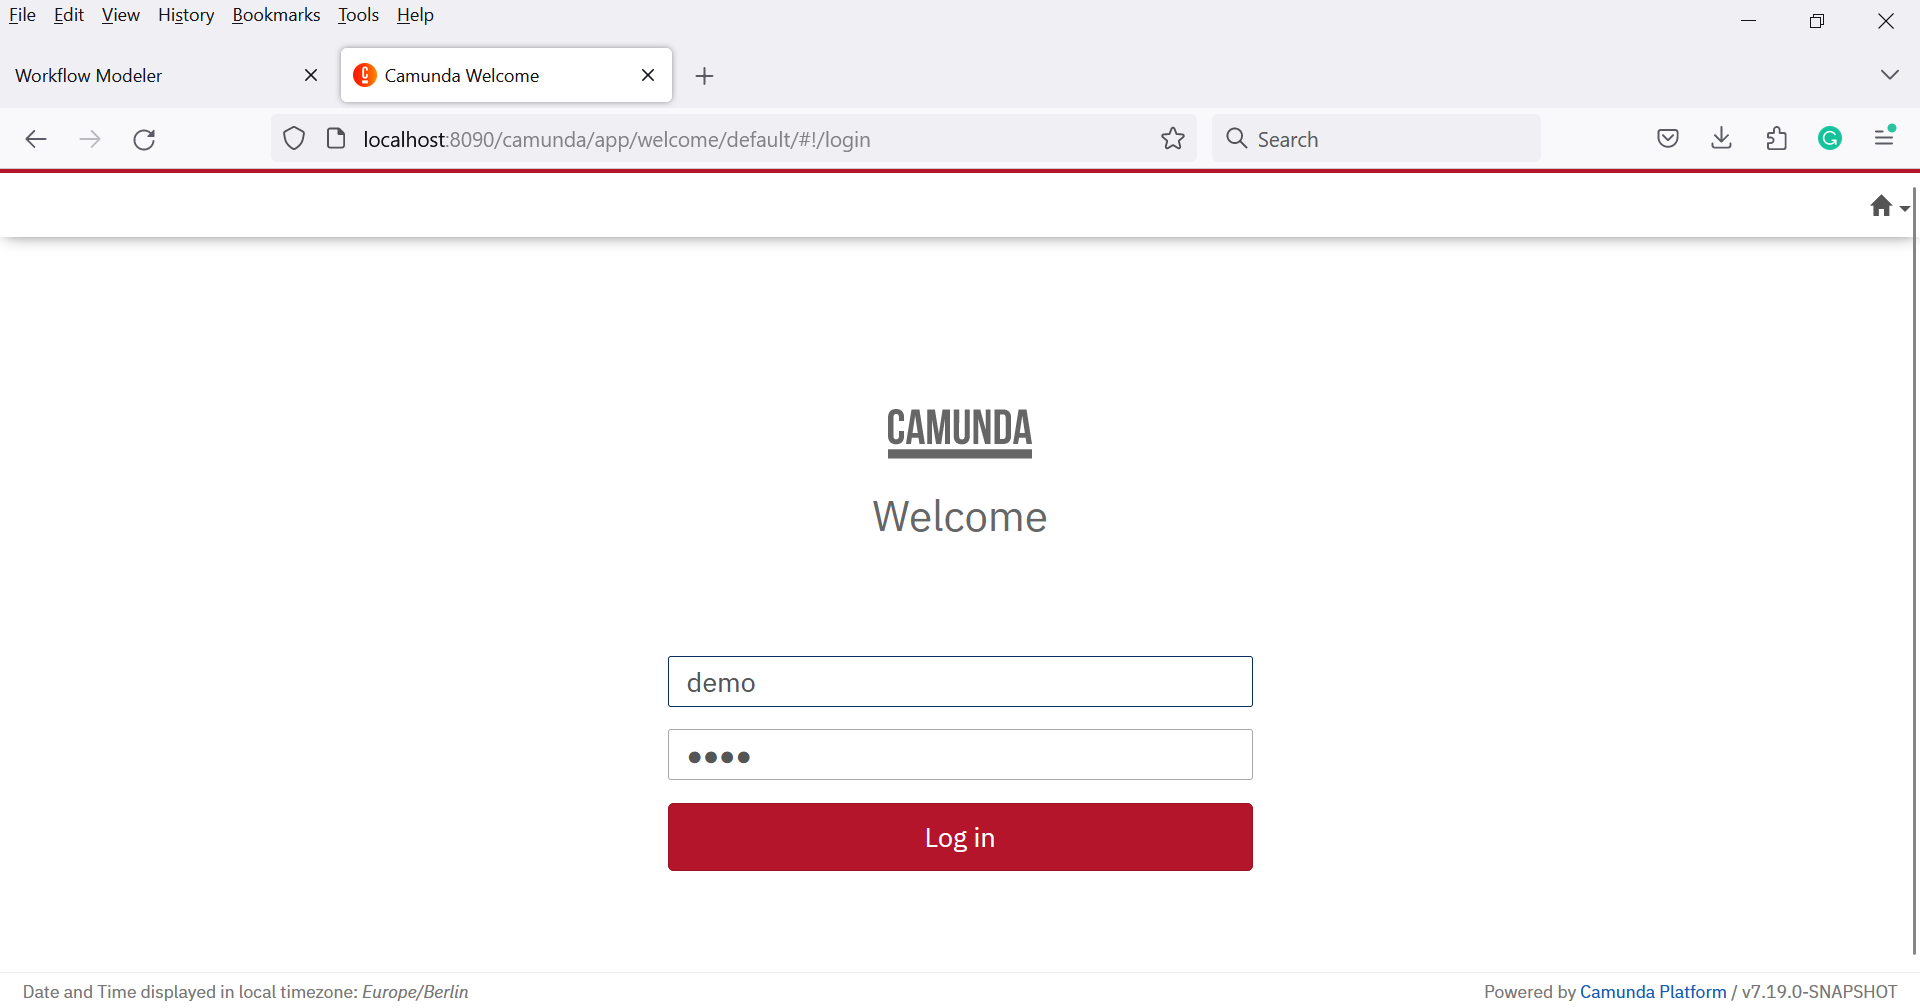 File Edit View History Bookmarks Tools Help
Workflow Modeler
Camunda Welcome
localhost:8090/camunda/app/welcome/default/#!/login
Search
CAMUNDA
Welcome
demo
●●●●
Log in
Date and Time displayed in local timezone: Europe/Berlin
Powered by Camunda Platform / v7.19.0-SNAPSHOT